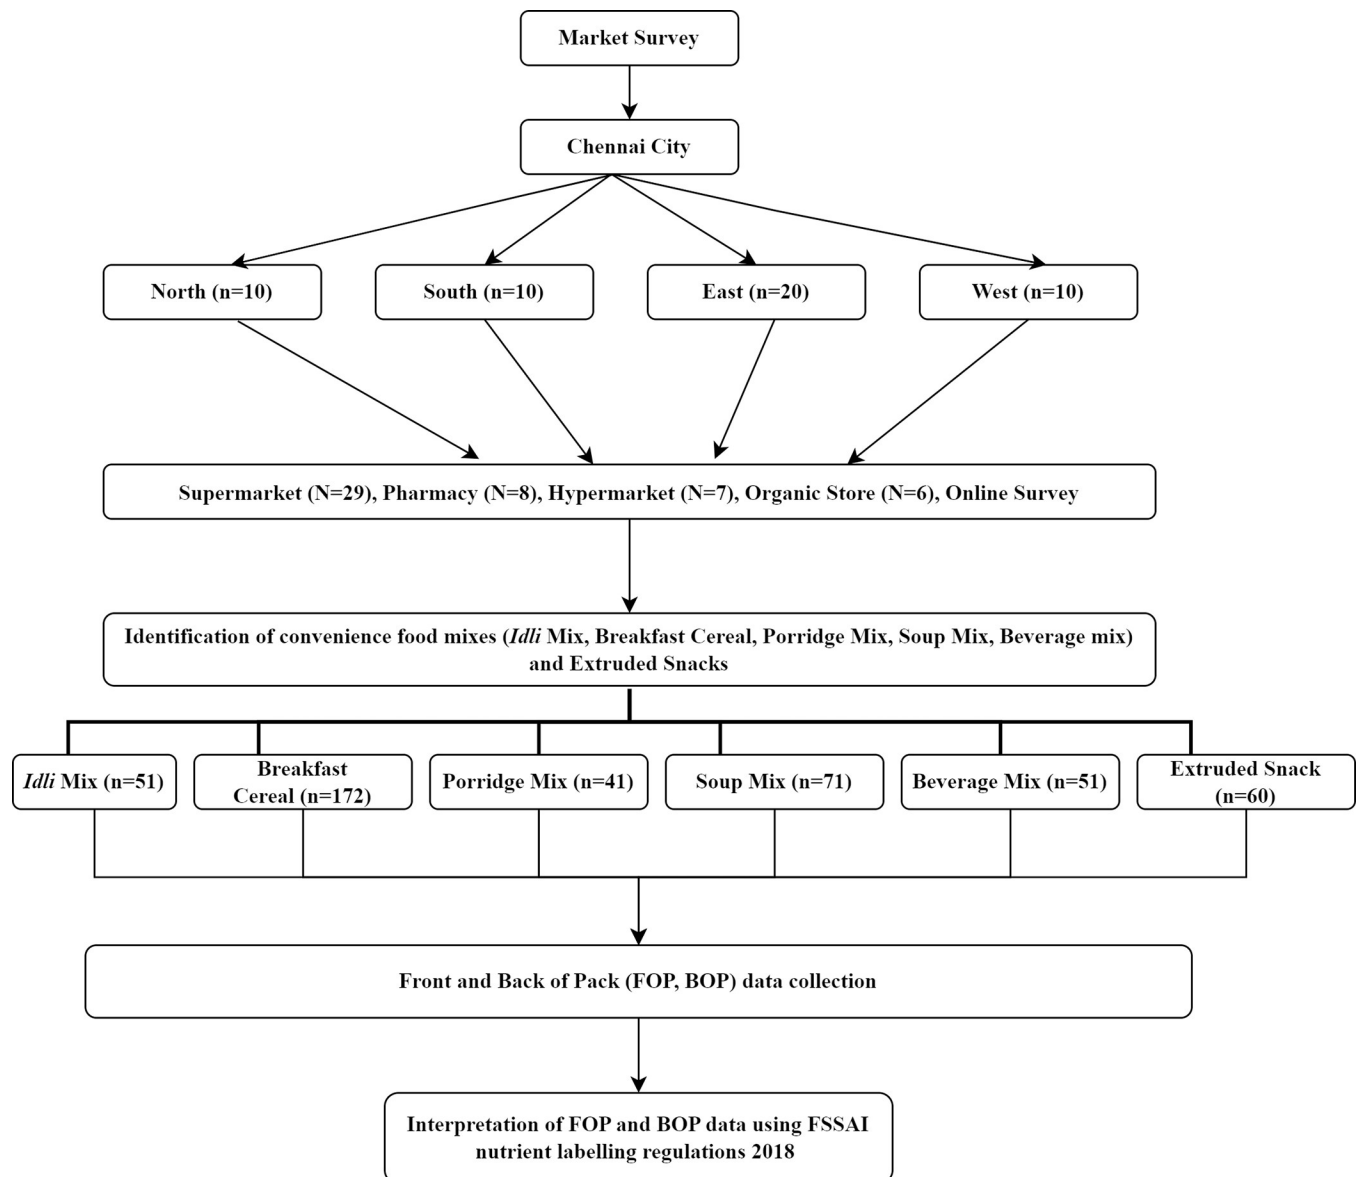 Market Survey
Chennai City
North (n=10)
South (n=10)
East (n=20)
West (n=10)
Supermarket (N=29), Pharmacy (N=8), Hypermarket (N=7), Organic Store (N=6), Online Survey
Identification of convenience food mixes (Idli Mix, Breakfast Cereal, Porridge Mix, Soup Mix, Beverage mix)
and Extruded Snacks
Idli Mix (n=51)
Breakfast
Cereal (n=172)
Porridge Mix (n=41)
Soup Mix (n=71)
Beverage Mix (n=51)
Extruded Snack
(n=60)
Front and Back of Pack (FOP, BOP) data collection
Interpretation of FOP and BOP data using FSSAI
nutrient labelling regulations 2018